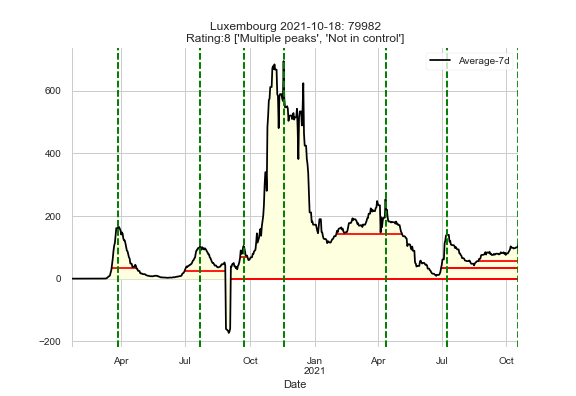 Luxembourg 2021-10-18: 79982
Rating:8 ['Multiple peaks', 'Not in control']
Average-7d
600
400
200
0
−200
Apr
Jul
Oct
Jan
2021
Apr
Jul
Oct
Date